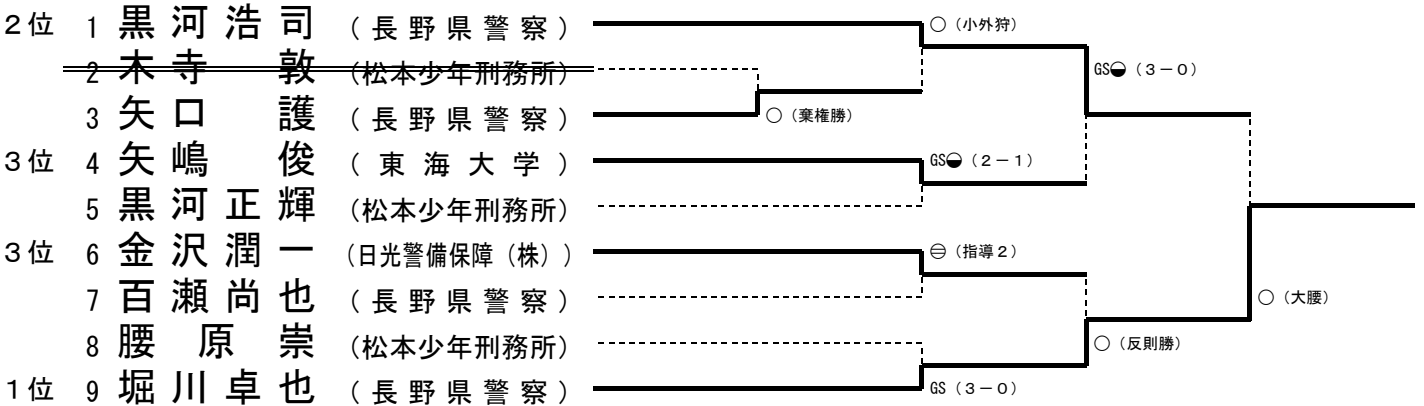 2位 1 黒河浩司 (長野県警察) ○(小外狩)
2 木寺 敦 (松本少年刑務所) GS◒(3－0)
3 矢口 護 (長野県警察) ○(棄権勝)
3位 4 矢嶋 俊 (東海大学) GS◒(2－1)
5 黒河正輝 (松本少年刑務所)
3位 6 金沢潤一 (日光警備保障(株)) ⊖(指導2)
7 百瀬尚也 (長野県警察) ○(大腰)
8 腰原 崇 (松本少年刑務所) ○(反則勝)
1位 9 堀川卓也 (長野県警察) GS(3－0)